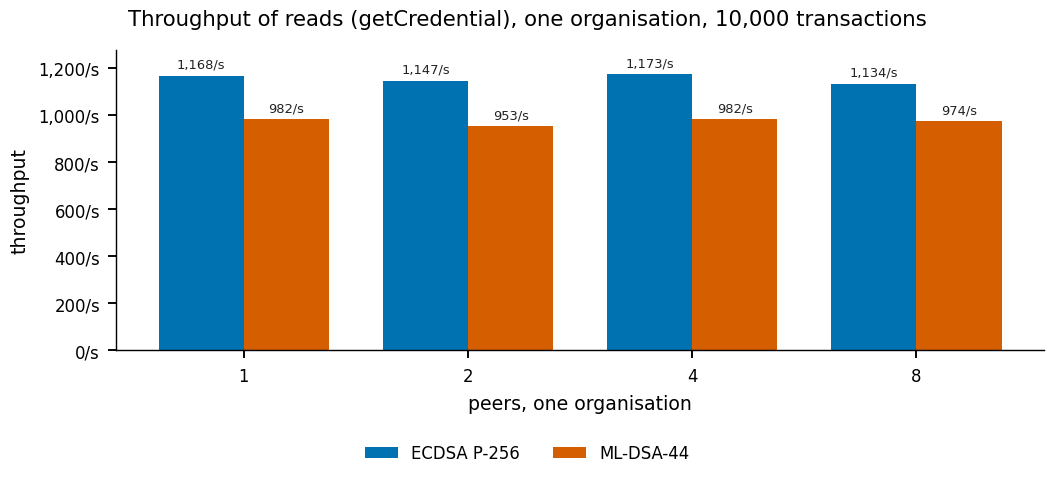 Throughput of reads (getCredential), one organisation, 10,000 transactions
throughput
1,200/s
1,000/s
800/s
600/s
400/s
200/s
0/s
1,168/s
982/s
1,147/s
953/s
1,173/s
982/s
1,134/s
974/s
1 2 4 8
peers, one organisation
ECDSA P-256 ML-DSA-44